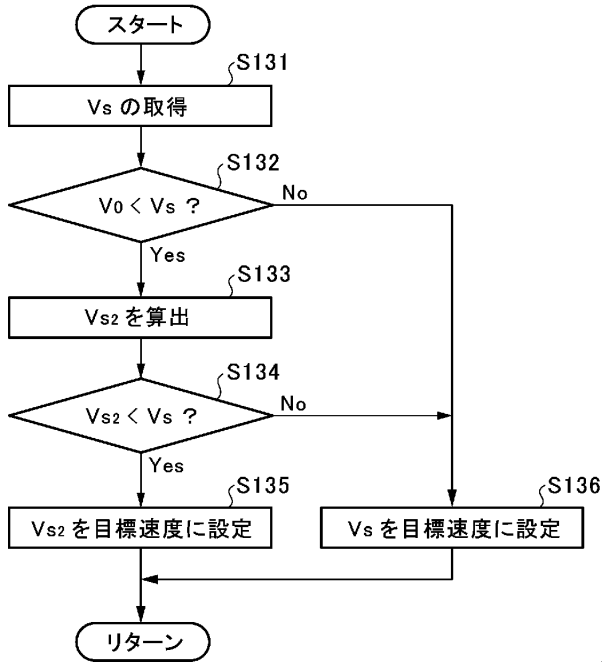 スタート
S131
Vs の取得
S132
V0 < Vs ?
No
Yes
S133
Vs2 を算出
S134
Vs2 < Vs ?
No
Yes
S135
Vs2 を目標速度に設定
S136
Vs を目標速度に設定
リターン